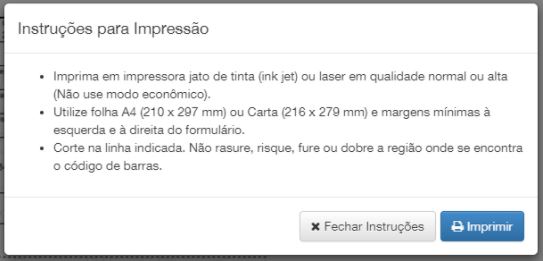 Instruções para Impressão
• Imprima em impressora jato de tinta (ink jet) ou laser em qualidade normal ou alta
(Não use modo econômico).
• Utilize folha A4 (210 x 297 mm) ou Carta (216 x 279 mm) e margens mínimas à
esquerda e à direita do formulário.
• Corte na linha indicada. Não rasure, risque, fure ou dobre a região onde se encontra
o código de barras.
✖ Fechar Instruções Imprimir